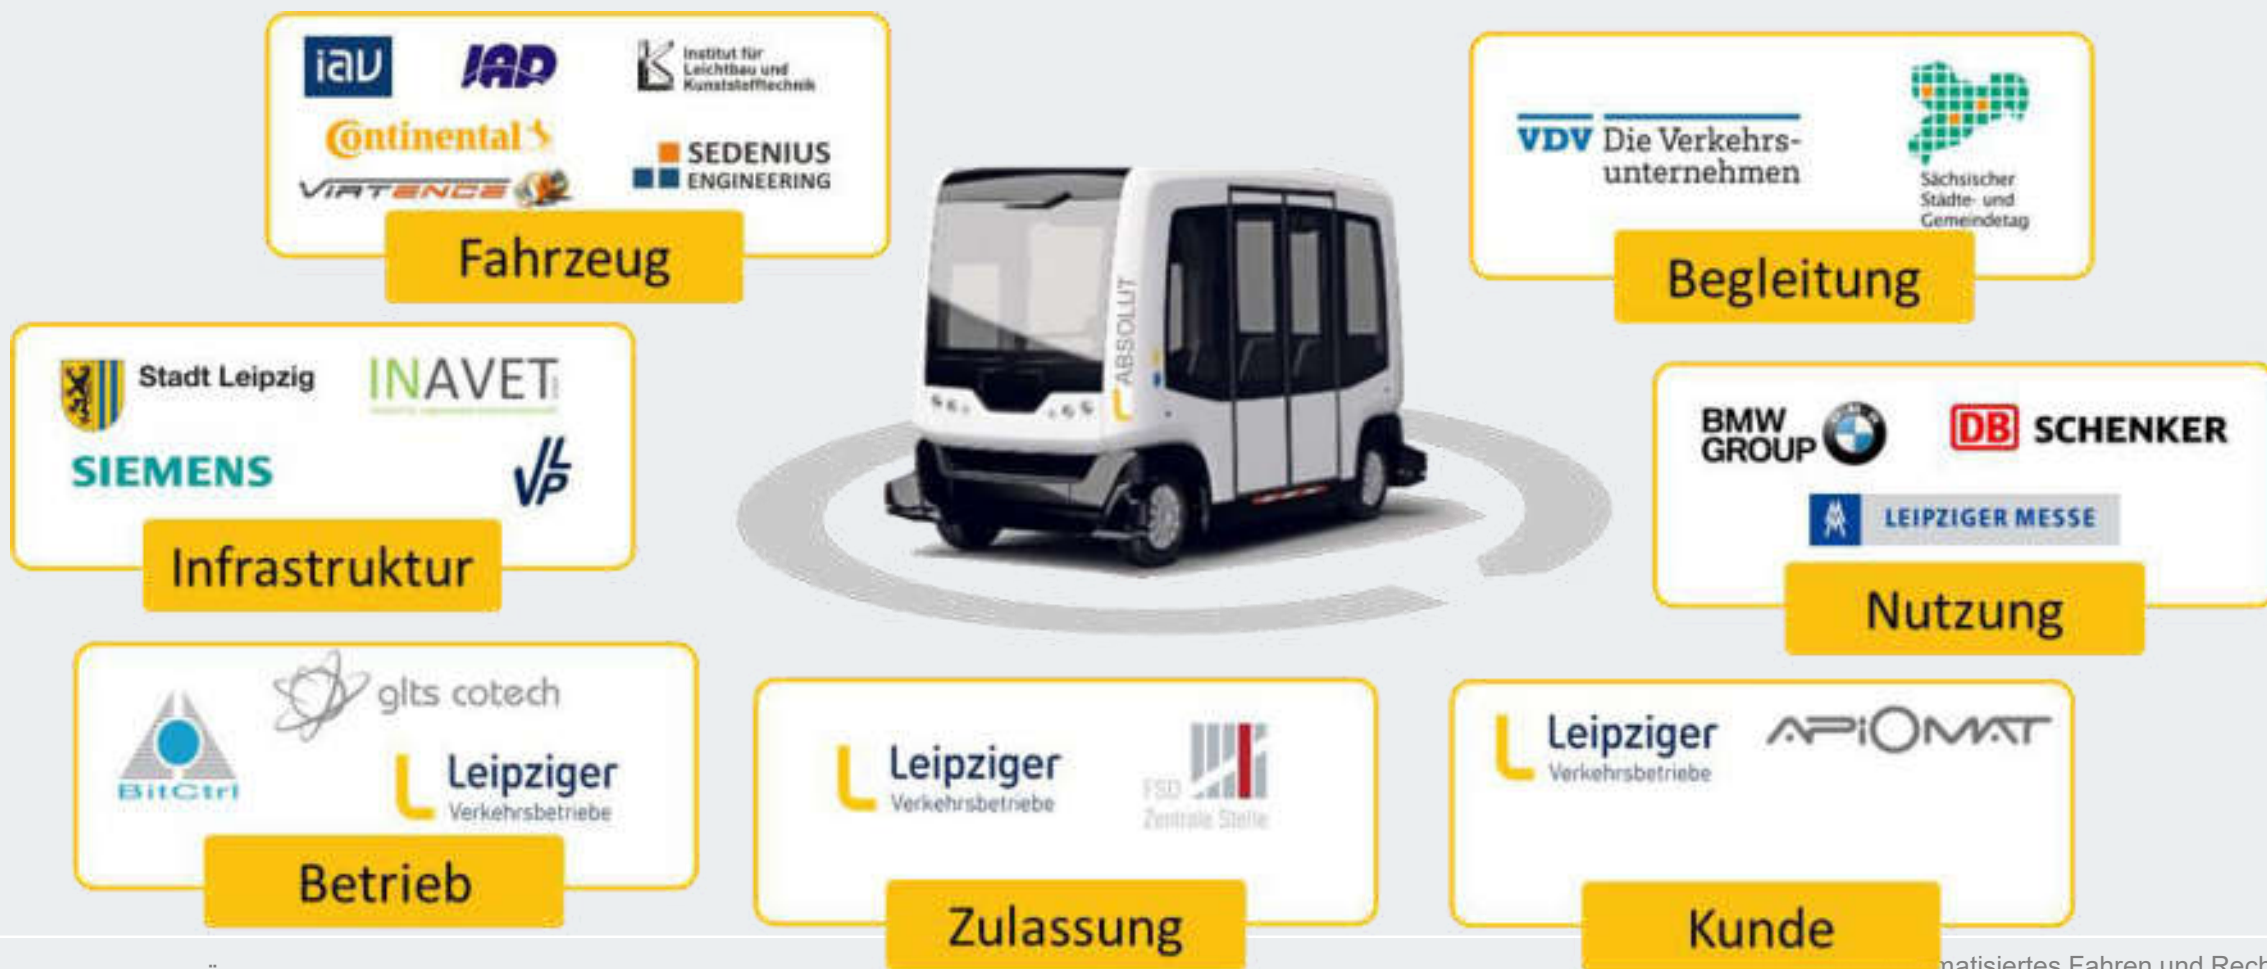 iav
IAD
Institut für
Leichtbau und
Kunststofftechnik
Continental
VIRTENCE
SEDENIUS
ENGINEERING
Fahrzeug
VDV Die Verkehrs-
unternehmen
Sächsischer
Städte- und
Gemeindetag
Begleitung
Stadt Leipzig
INAVET
SIEMENS
VLP
Infrastruktur
ABSOLUT
BMW
GROUP
DB SCHENKER
LEIPZIGER MESSE
Nutzung
glts cotech
BitCtrl
Leipziger
Verkehrsbetriebe
Betrieb
Leipziger
Verkehrsbetriebe
FSD
Zentrale Stelle
Zulassung
Leipziger
Verkehrsbetriebe
APIOMAT
Kunde
matisiertes Fahren und Rech